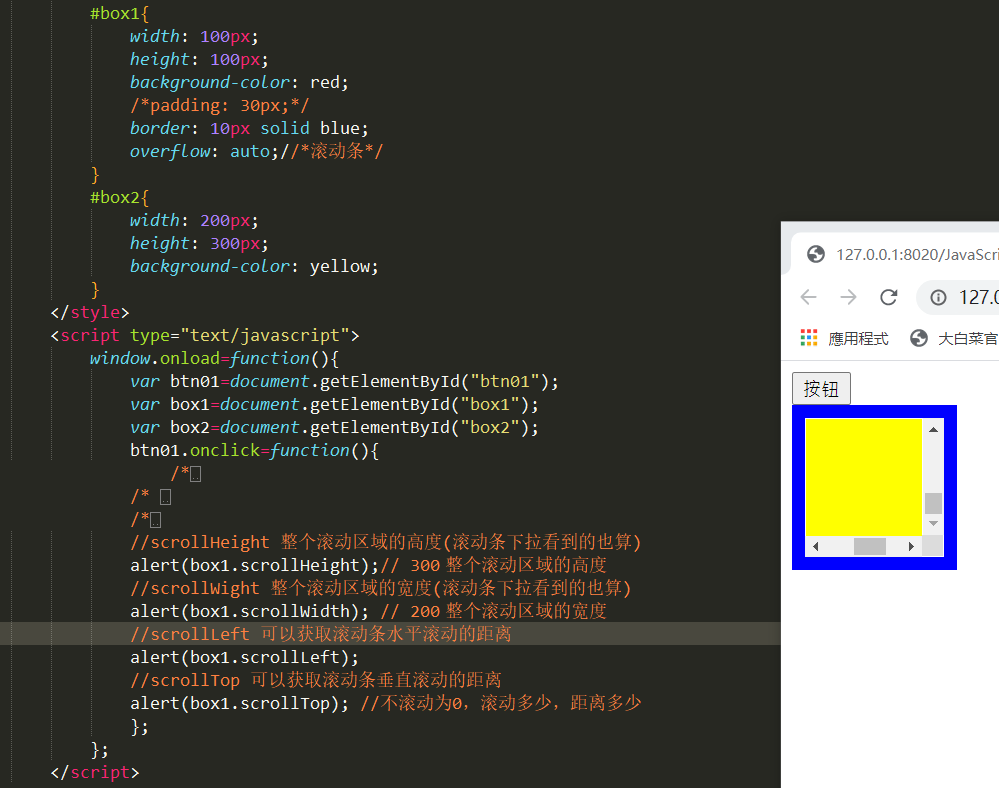 #box1{
width: 100px;
height: 100px;
background-color: red;
/*padding: 30px;*/
border: 10px solid blue;
overflow: auto;//*滚动条*/
}
#box2{
width: 200px;
height: 300px;
background-color: yellow;
}
</style>
<script type="text/javascript">
window.onload=function(){
var btn01=document.getElementById("btn01");
var box1=document.getElementById("box1");
var box2=document.getElementById("box2");
btn01.onclick=function(){
/*
/*
/*
//scrollHeight 整个滚动区域的高度(滚动条下拉看到的也算)
alert(box1.scrollHeight);// 300 整个滚动区域的高度
//scrollWight 整个滚动区域的宽度(滚动条下拉看到的也算)
alert(box1.scrollWidth); // 200 整个滚动区域的宽度
//scrollLeft 可以获取滚动条水平滚动的距离
alert(box1.scrollLeft);
//scrollTop 可以获取滚动条垂直滚动的距离
alert(box1.scrollTop); //不滚动为0，滚动多少，距离多少
};
};
</script>
127.0.0.1:8020/JavaScri
127.0
應用程式 大白菜官
按钮